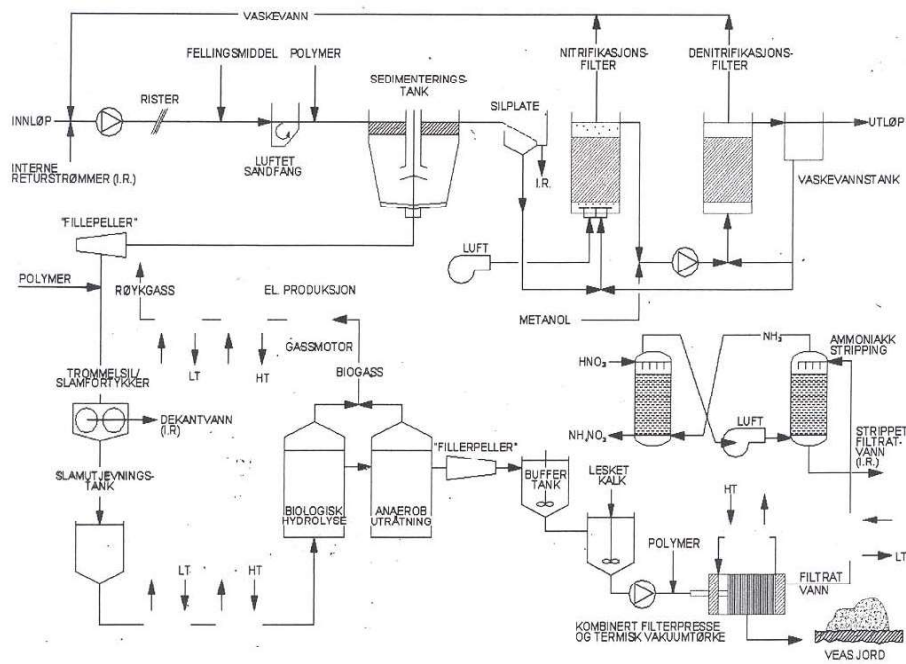 VASKEVANN
FELLINGSMIDDEL
POLYMER
NITRIFIKASJONS-
FILTER
DENITRIFIKASJONS-
FILTER
SEDIMENTERINGS-
TANK
RISTER
SILPLATE
INNLØP
UTLØP
LUFTET
SANDFANG
INTERNE
RETURSTRØMMER (I.R.)
I.R.
VASKEVANNSTANK
"FILLEPELLER"
LUFT
POLYMER
RØYKGASS
EL. PRODUKSJON
METANOL
GASSMOTOR
LT
HT
BIOGASS
NH₃
AMMONIAKK
STRIPPING
HNO₃
TROMMELSIL/
SLAMFORTYKKER
DEKANTVANN
(I.R)
LUFT
NH₄NO₃
STRIPPET
FILTRAT-
VANN
(I.R.)
"FILLERPELLER"
SLAMUTJEVNINGS-
TANK
BUFFER
TANK
LESKET
KALK
HT
BIOLOGISK
HYDROLYSE
ANAEROB
UTRÅTNING
POLYMER
LT
HT
LT
FILTRAT
VANN
KOMBINERT FILTERPRESSE
OG TERMISK VAKUUMTØRKE
VEASJORD